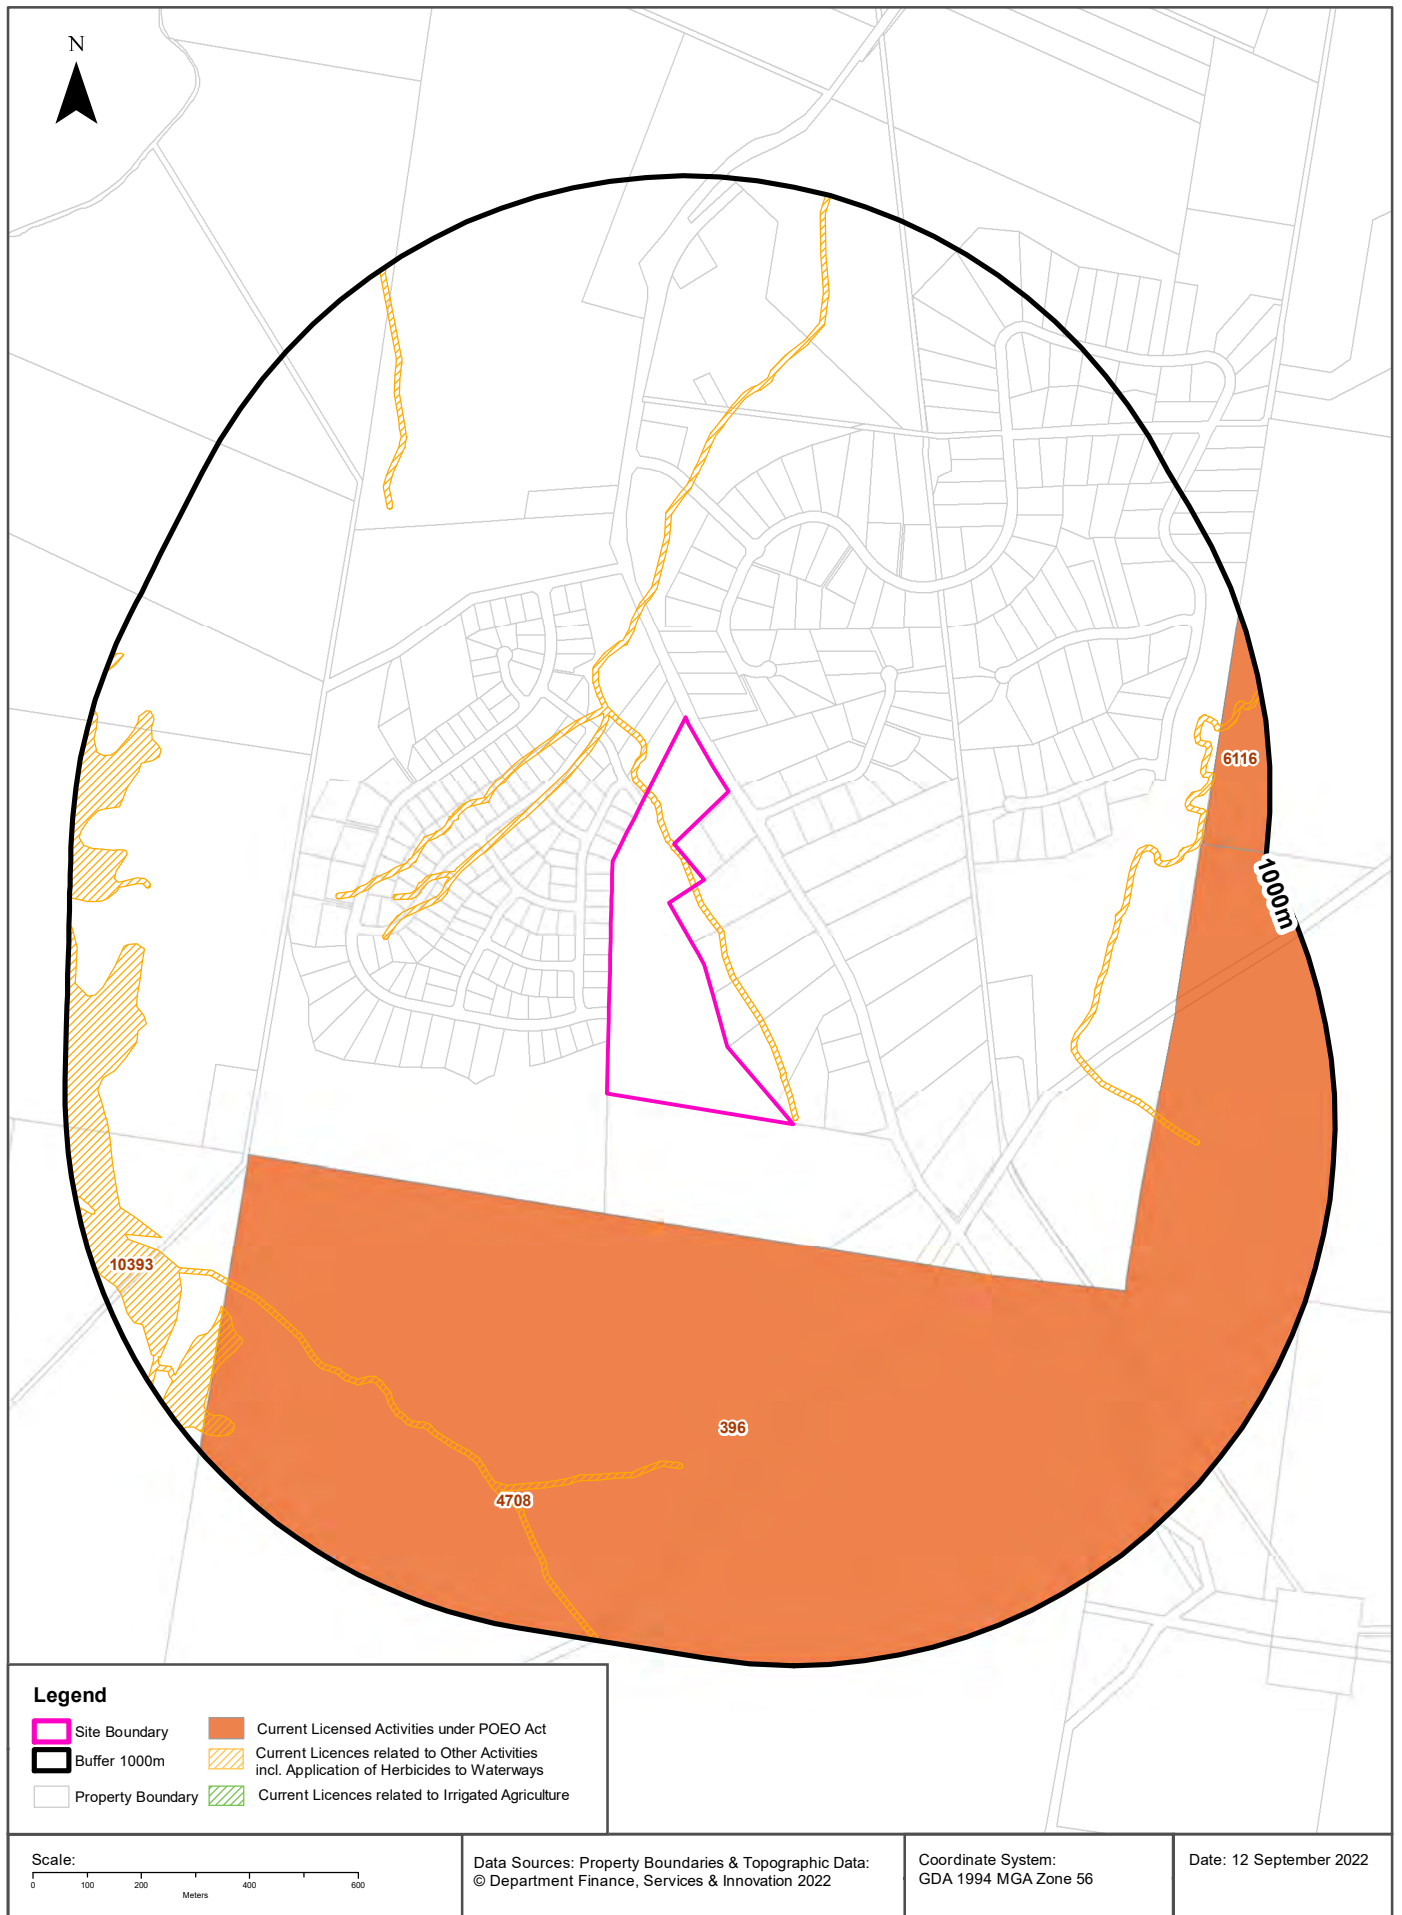 N
6116
1000m
10393
396
4708
Legend
Site Boundary
Buffer 1000m
Property Boundary
Current Licensed Activities under POEO Act
Current Licences related to Other Activities
incl. Application of Herbicides to Waterways
Current Licences related to Irrigated Agriculture
Scale:
0 100 200 400 600
Meters
Data Sources: Property Boundaries & Topographic Data:
© Department Finance, Services & Innovation 2022
Coordinate System:
GDA 1994 MGA Zone 56
Date: 12 September 2022